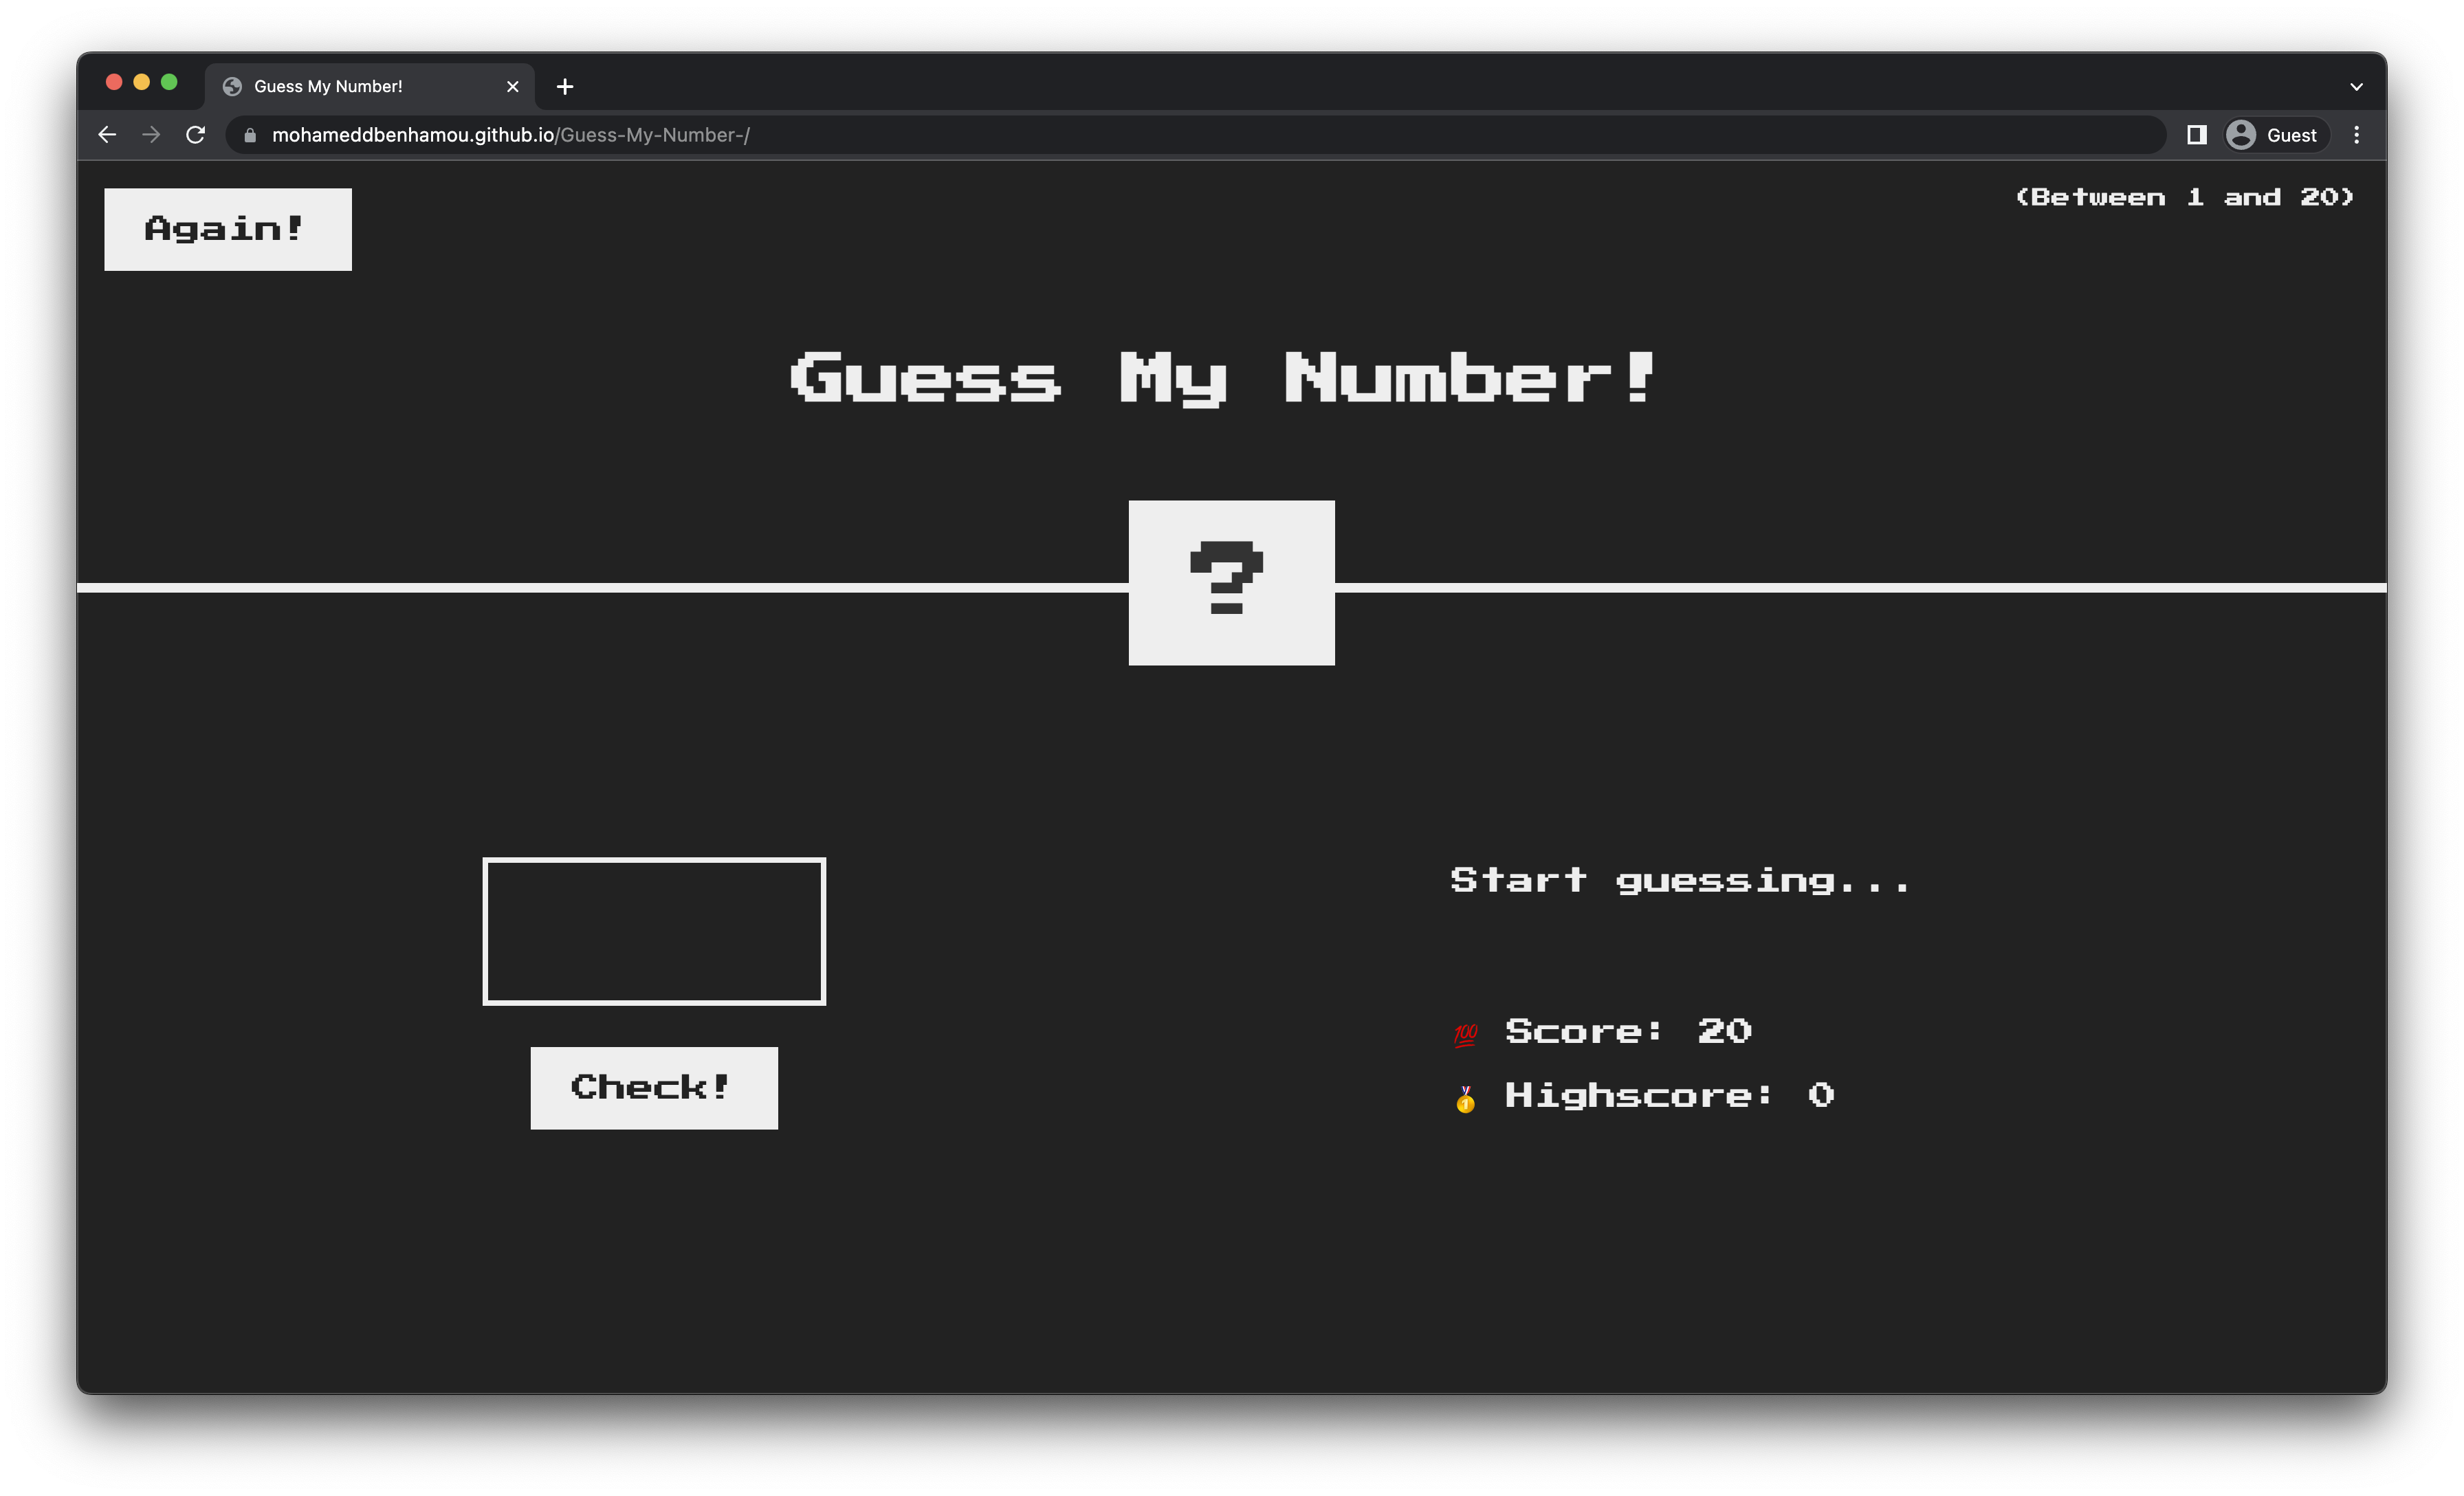 Guess My Number!
mohameddbenhamou.github.io/Guess-My-Number-/
Guest
Again!
(Between 1 and 20)
Guess My Number!
?
Start guessing...
💯 Score: 20
🥇 Highscore: 0
Check!